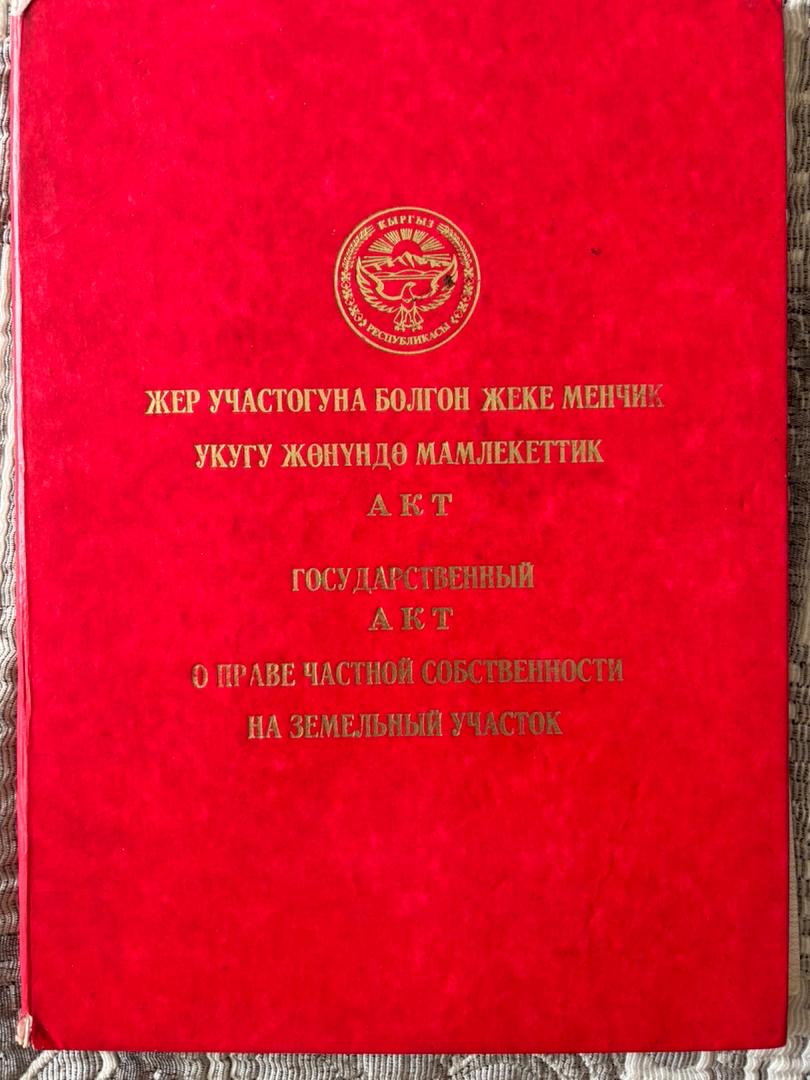 КЫРГЫЗ
РЕСПУБЛИКАСЫ
ЖЕР УЧАСТОГУНА БОЛГОН ЖЕКЕ МЕНЧИК
УКУГУ ЖӨНҮНДӨ МАМЛЕКЕТТИК
АКТ
ГОСУДАРСТВЕННЫЙ
АКТ
О ПРАВЕ ЧАСТНОЙ СОБСТВЕННОСТИ
НА ЗЕМЕЛЬНЫЙ УЧАСТОК